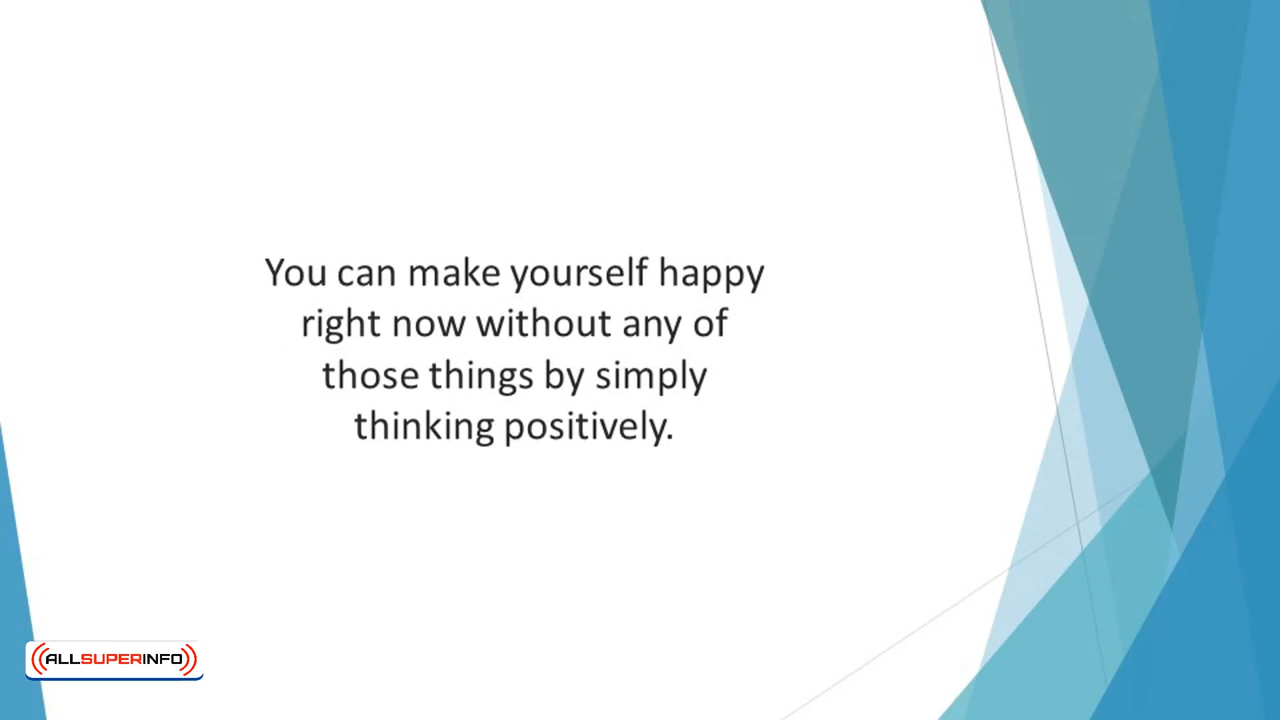 You can make yourself happy
right now without any of
those things by simply
thinking positively.
ALLSUPERINFO